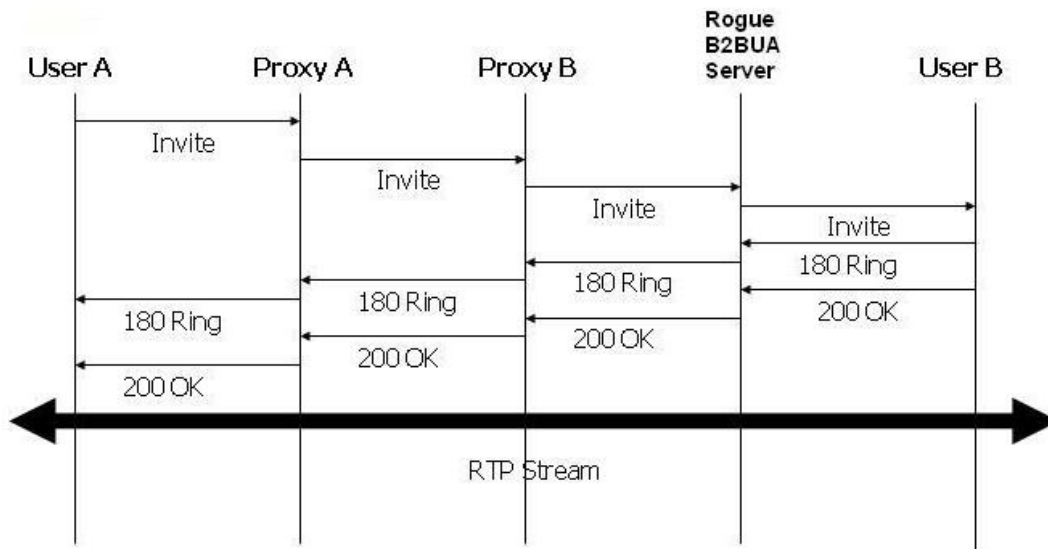 Rogue
B2BUA
Server
User A
Proxy A
Proxy B
User B
Invite
Invite
Invite
Invite
180 Ring
180 Ring
180 Ring
180 Ring
200 OK
200 OK
200 OK
200 OK
RTP Stream